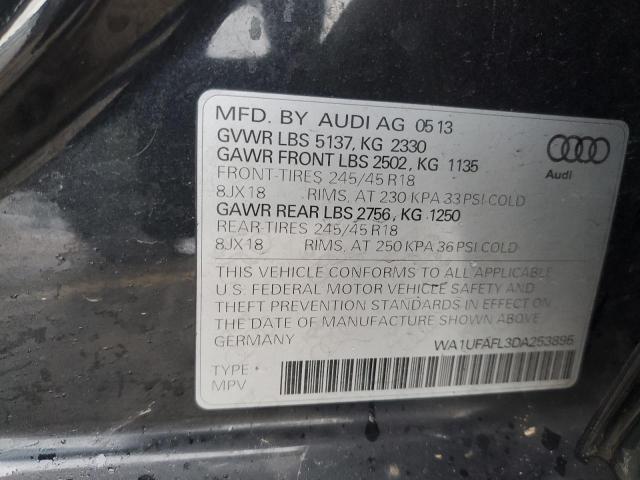 MFD. BY AUDI AG 0513
GVWR LBS 5137, KG 2330
GAWR FRONT LBS 2502, KG 1135
FRONT-TIRES 245/45 R18
8JX18 RIMS, AT 230 KPA 33 PSI COLD
GAWR REAR LBS 2756, KG 1250
REAR-TIRES 245/45 R18
8JX18 RIMS, AT 250 KPA 36 PSI COLD
Audi
THIS VEHICLE CONFORMS TO ALL APPLICABLE
U.S. FEDERAL MOTOR VEHICLE SAFETY AND
THEFT PREVENTION STANDARDS IN EFFECT ON
THE DATE OF MANUFACTURE SHOWN ABOVE.
GERMANY
WA1UFAFL3DA253895
TYPE
MPV